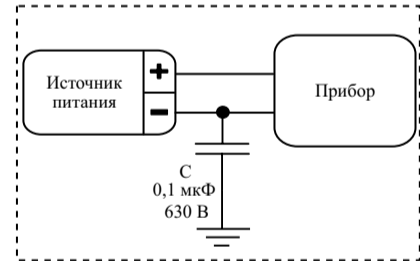 Источник
питания
+
−
Прибор
С
0,1 мкФ
630 В